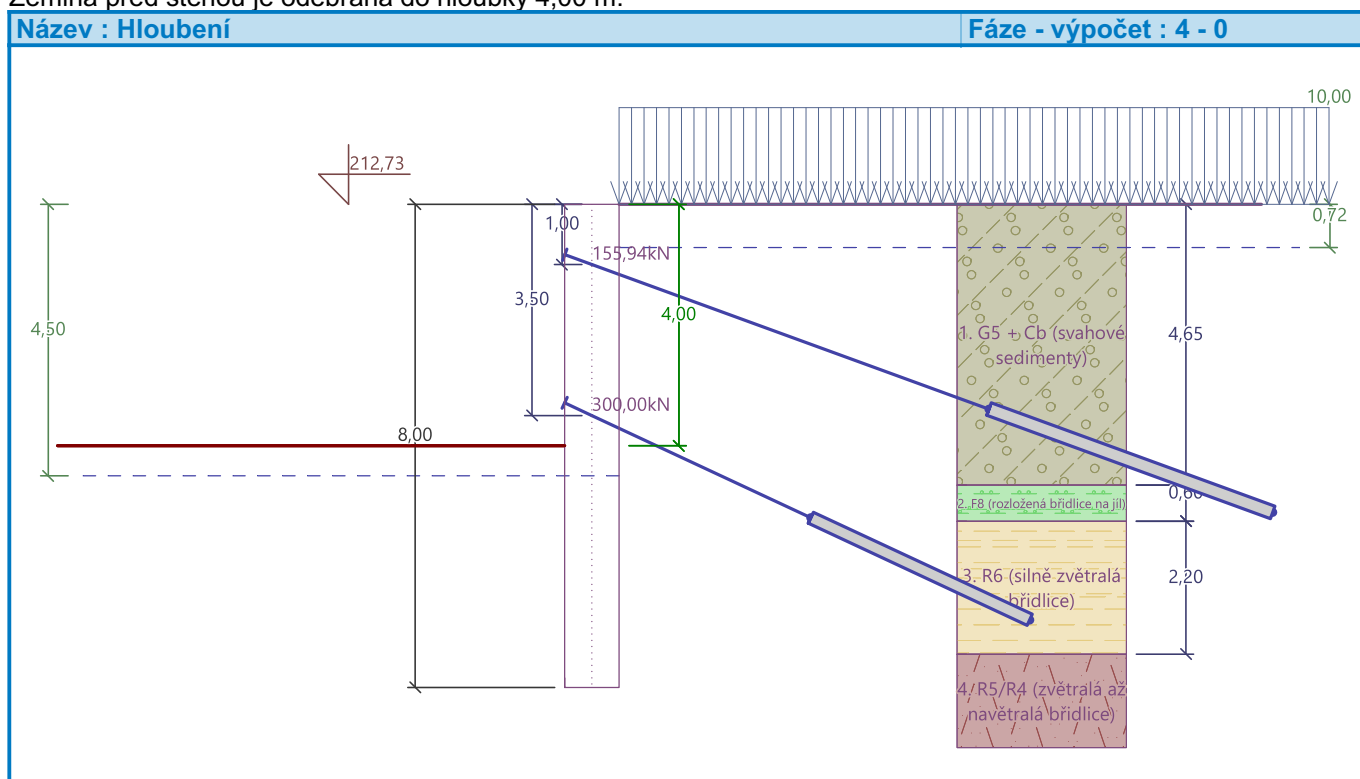 Zemina před stěnou je odebrána do hloubky 4,00 m.
Název : Hloubení
Fáze - výpočet : 4 - 0
10,00
212,73
0,72
1,00
155,94kN
3,50
4,00
4,50
1. G5 + Cb (svahové
sedimenty)
4,65
300,00kN
8,00
0,60
2. F8 (rozložená břidlice na jíl)
3. R6 (silně zvětralá
břidlice)
2,20
4. R5/R4 (zvětralá až
navětralá břidlice)